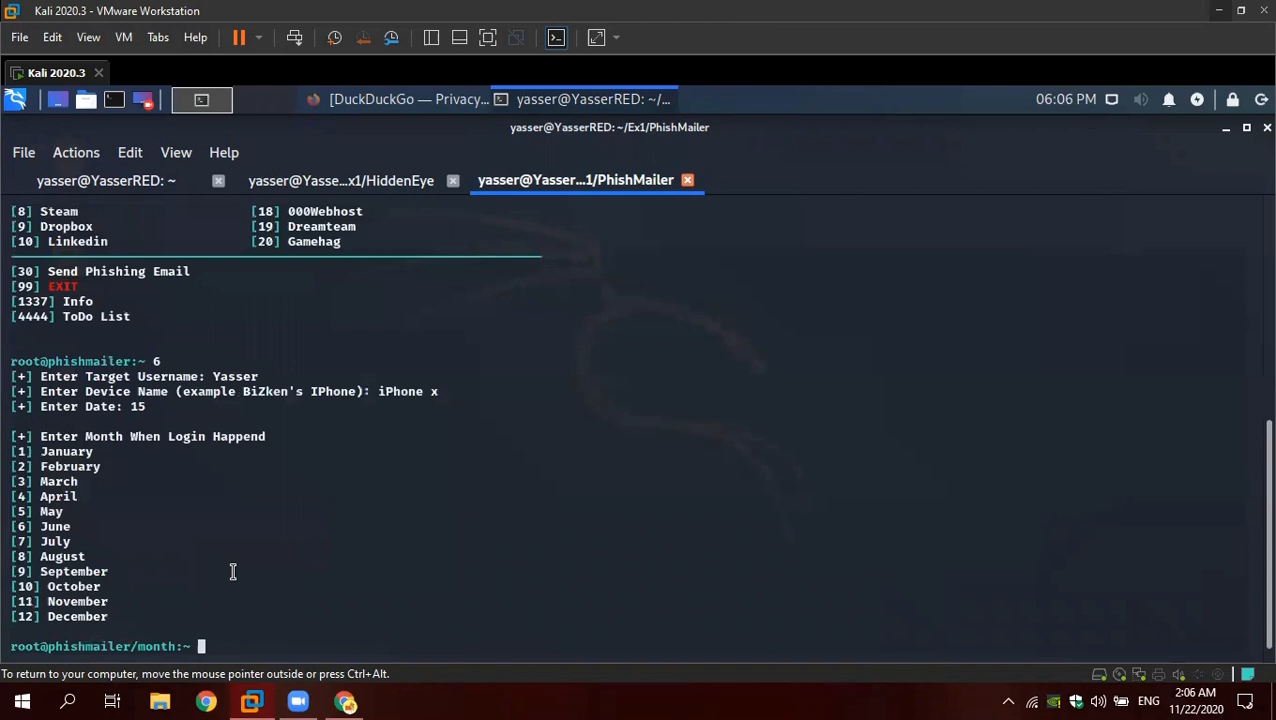 Kali 2020.3 - VMware Workstation
File Edit View VM Tabs Help
Kali 2020.3
[DuckDuckGo — Privacy,... yasser@YasserRED: ~/... 06:06 PM
yasser@YasserRED: ~/Ex1/PhishMailer
File Actions Edit View Help
yasser@YasserRED: ~ yasser@Yasse...x1/HiddenEye yasser@Yasser...1/PhishMailer
[8] Steam [18] 000Webhost
[9] Dropbox [19] Dreamteam
[10] Linkedin [20] Gamehag
[30] Send Phishing Email
[99] EXIT
[1337] Info
[4444] ToDo List
root@phishmailer:~ 6
[+] Enter Target Username: Yasser
[+] Enter Device Name (example BiZken's IPhone): iPhone x
[+] Enter Date: 15
[+] Enter Month When Login Happend
[1] January
[2] February
[3] March
[4] April
[5] May
[6] June
[7] July
[8] August
[9] September
[10] October
[11] November
[12] December
root@phishmailer/month:~
To return to your computer, move the mouse pointer outside or press Ctrl+Alt.
ENG 2:06 AM
11/22/2020